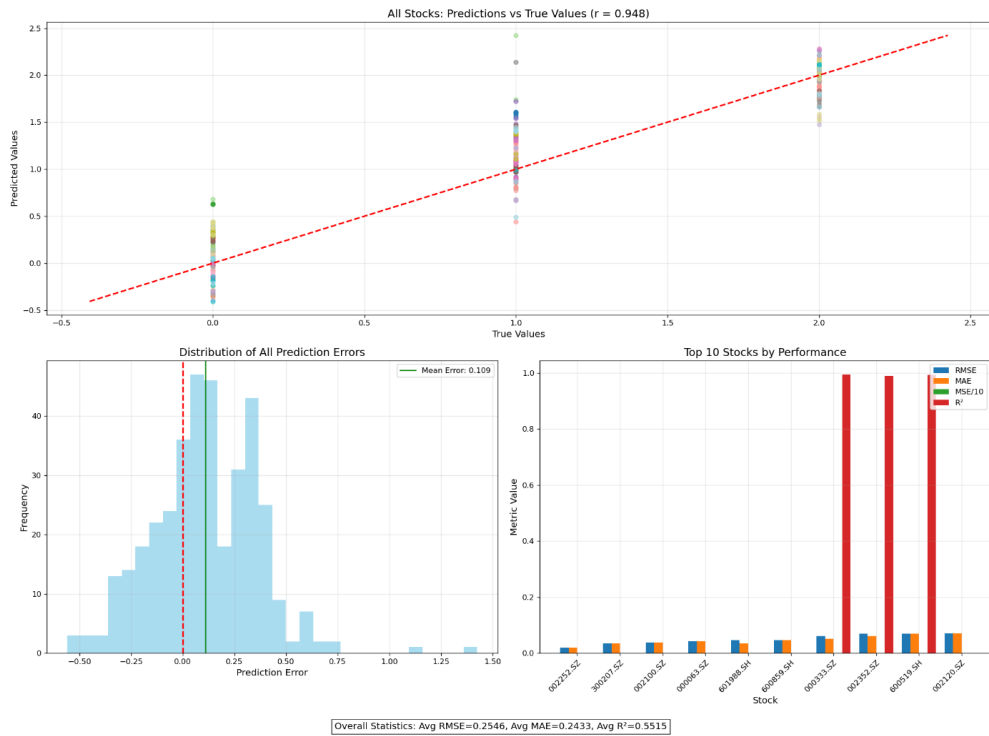 All Stocks: Predictions vs True Values (r = 0.948)
2.5
2.0
1.5
1.0
0.5
0.0
−0.5
Predicted Values
−0.5
0.0
0.5
1.0
1.5
2.0
2.5
True Values
Distribution of All Prediction Errors
Mean Error: 0.109
40
30
20
10
0
Frequency
−0.50
−0.25
0.00
0.25
0.50
0.75
1.00
1.25
1.50
Prediction Error
Top 10 Stocks by Performance
RMSE
MAE
MSE/10
R²
1.0
0.8
0.6
0.4
0.2
0.0
Metric Value
002252.SZ
300207.SZ
002100.SZ
000063.SZ
601988.SH
600859.SH
000333.SZ
002352.SZ
600519.SH
002120.SZ
Stock
Overall Statistics: Avg RMSE=0.2546, Avg MAE=0.2433, Avg R²=0.5515